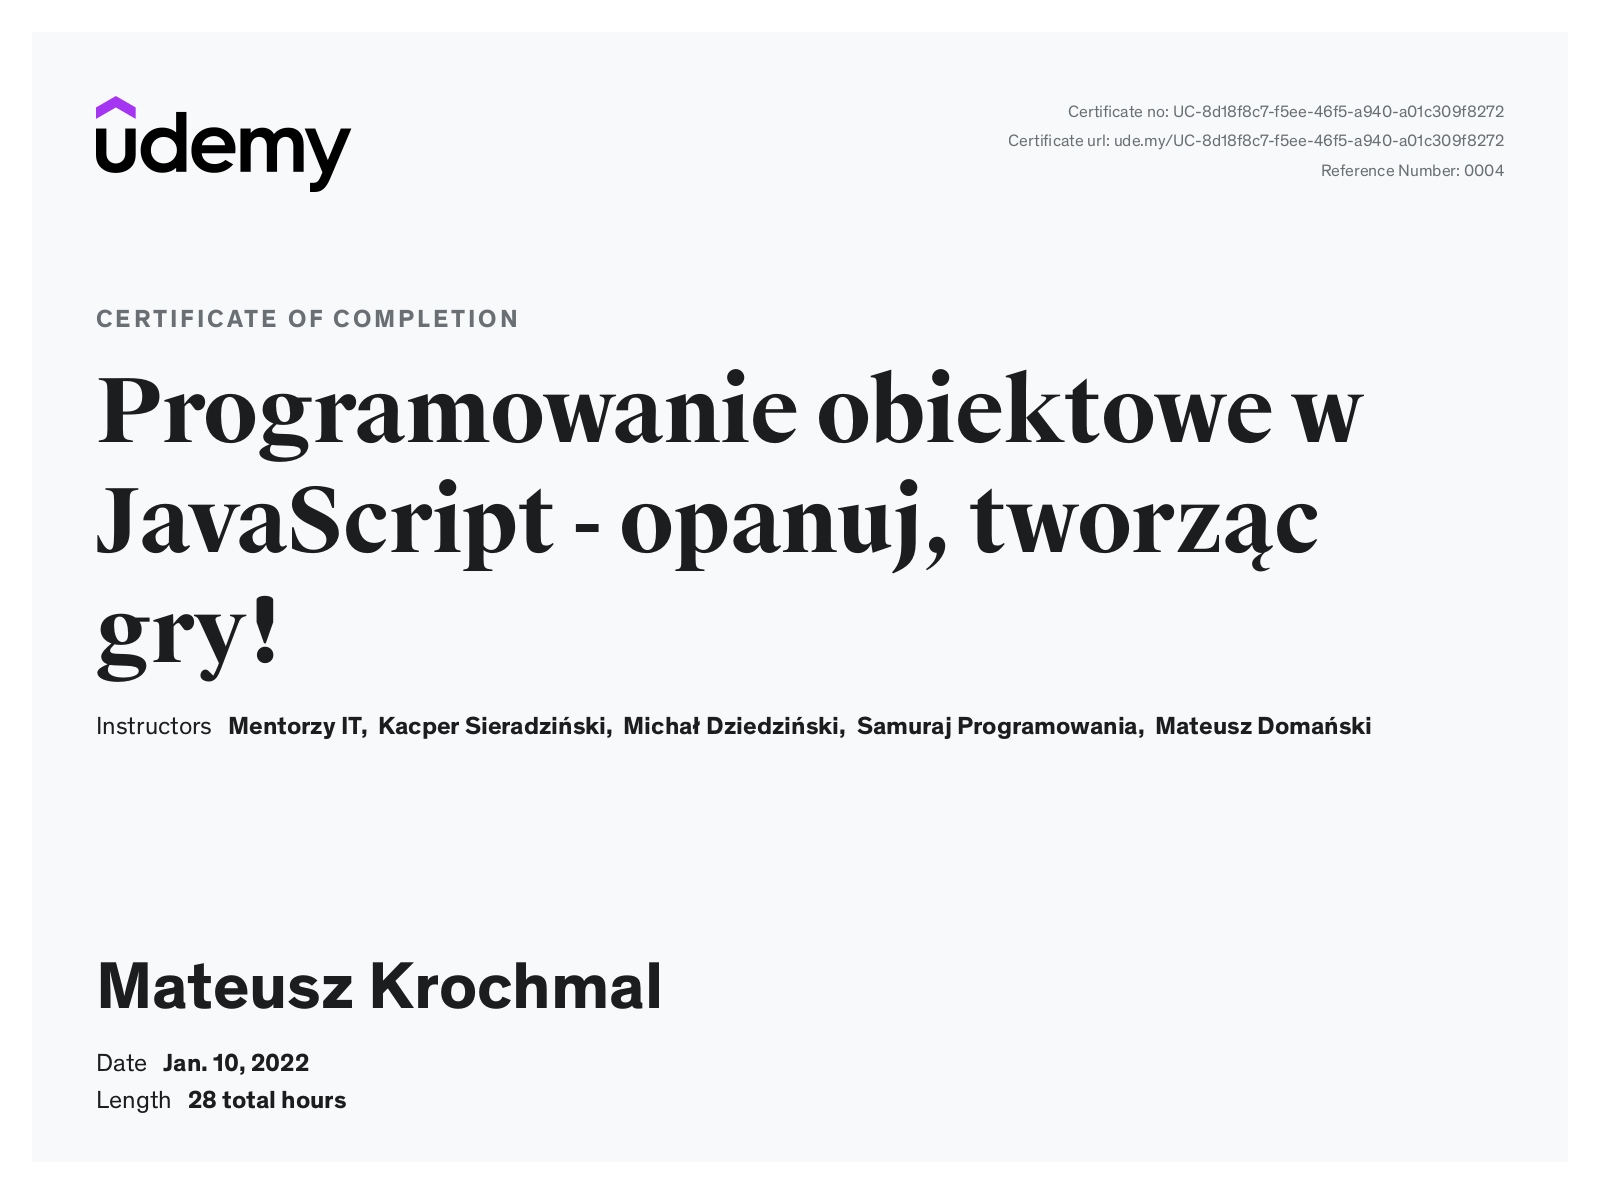 udemy
Certificate no: UC-8d18f8c7-f5ee-46f5-a940-a01c309f8272
Certificate url: ude.my/UC-8d18f8c7-f5ee-46f5-a940-a01c309f8272
Reference Number: 0004
CERTIFICATE OF COMPLETION
Programowanie obiektowe w
JavaScript - opanuj, tworząc
gry!
Instructors Mentorzy IT, Kacper Sieradziński, Michał Dziedziński, Samuraj Programowania, Mateusz Domański
Mateusz Krochmal
Date Jan. 10, 2022
Length 28 total hours